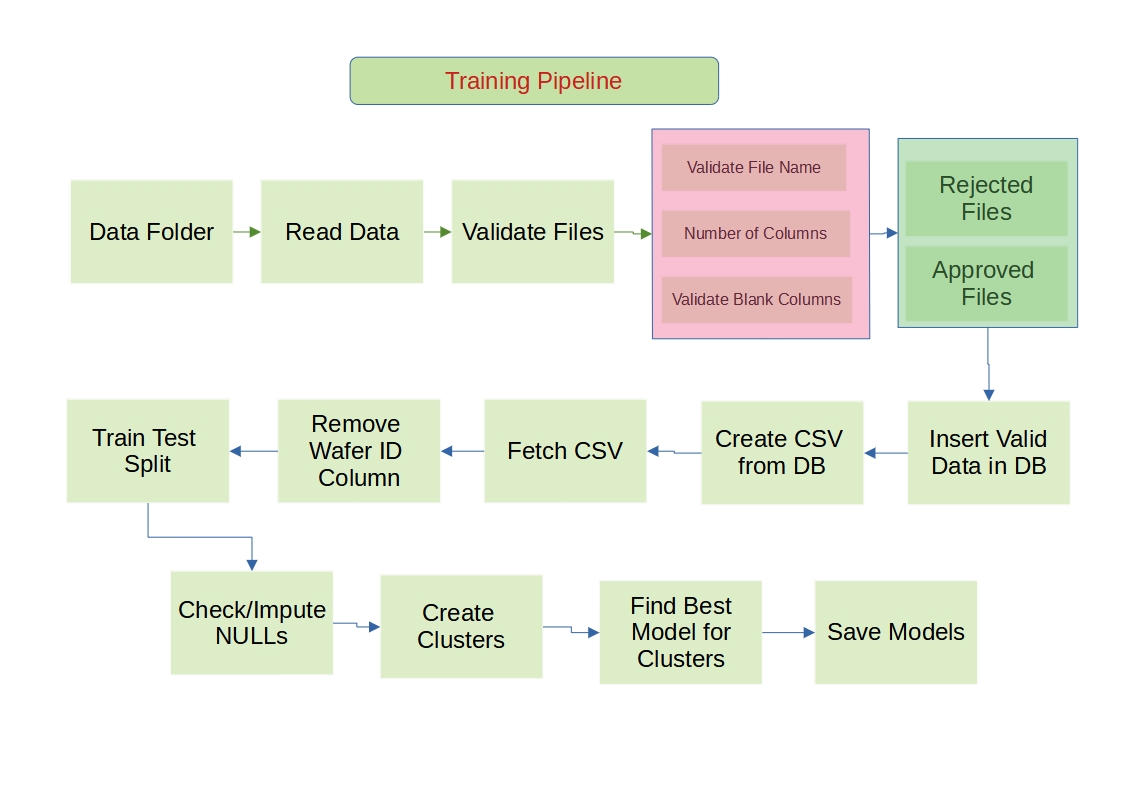 Training Pipeline
Data Folder
Read Data
Validate Files
Validate File Name
Number of Columns
Validate Blank Columns
Rejected
Files
Approved
Files
Insert Valid
Data in DB
Create CSV
from DB
Fetch CSV
Remove
Wafer ID
Column
Train Test
Split
Check/Impute
NULLs
Create
Clusters
Find Best
Model for
Clusters
Save Models